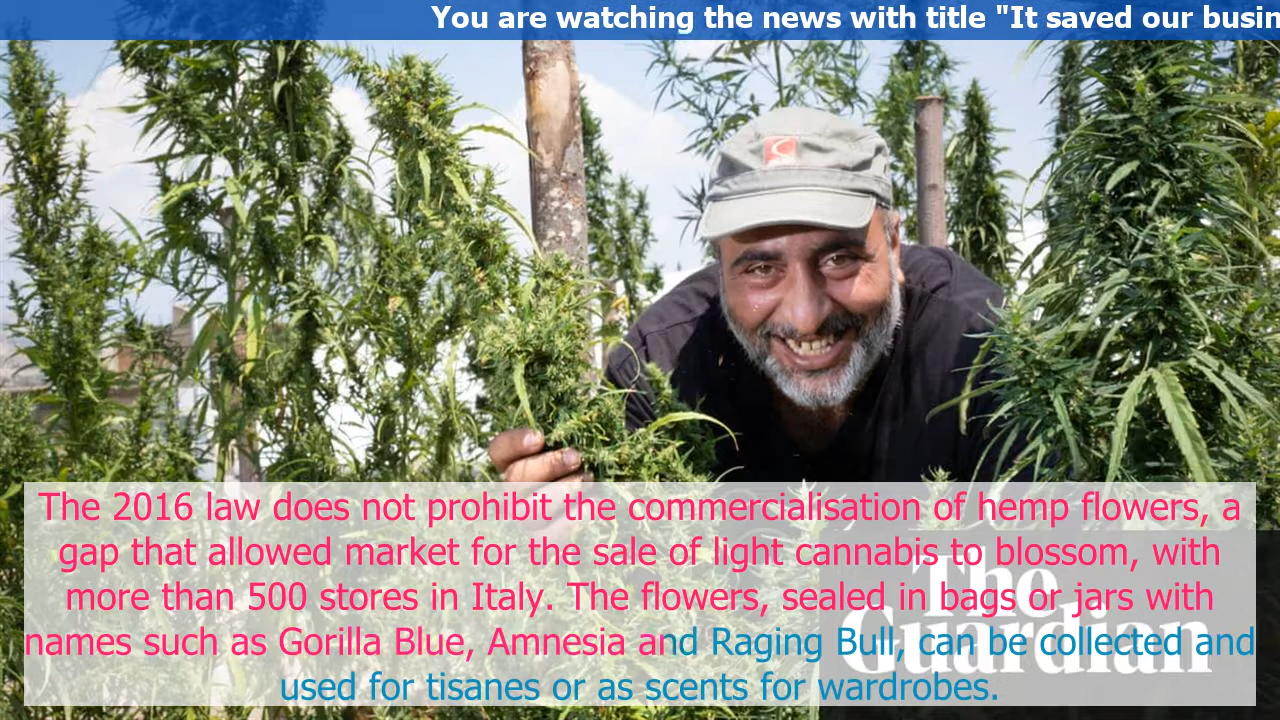 You are watching the news with title "It saved our busin
The 2016 law does not prohibit the commercialisation of hemp flowers, a
gap that allowed market for the sale of light cannabis to blossom, with
more than 500 stores in Italy. The flowers, sealed in bags or jars with
names such as Gorilla Blue, Amnesia and Raging Bull, can be collected and
used for tisanes or as scents for wardrobes.
The
Guardian